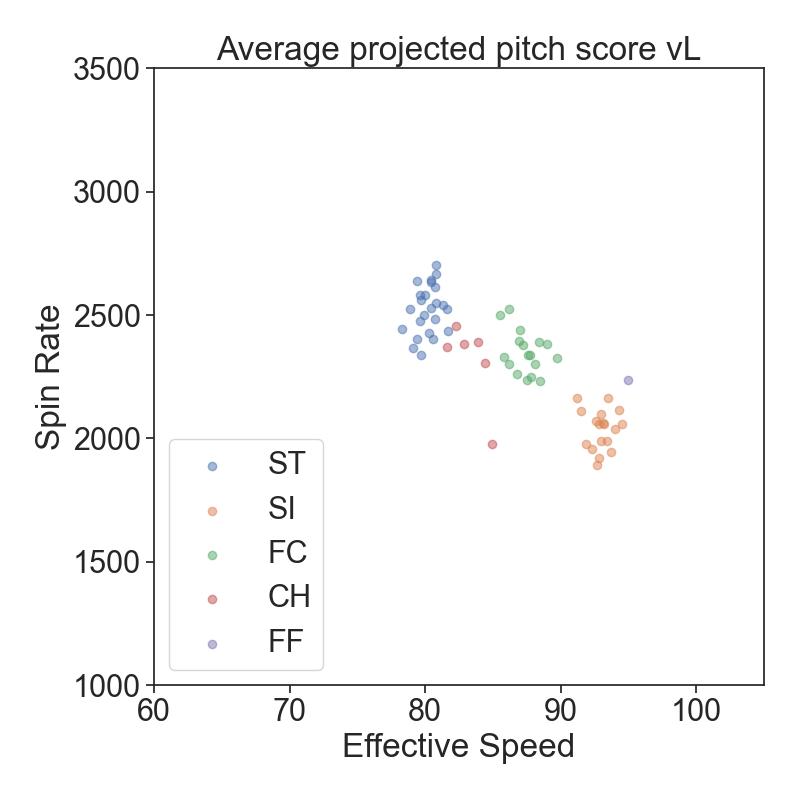 Average projected pitch score vL
3500
3000
2500
2000
1500
1000
Spin Rate
ST
SI
FC
CH
FF
60 70 80 90 100
Effective Speed